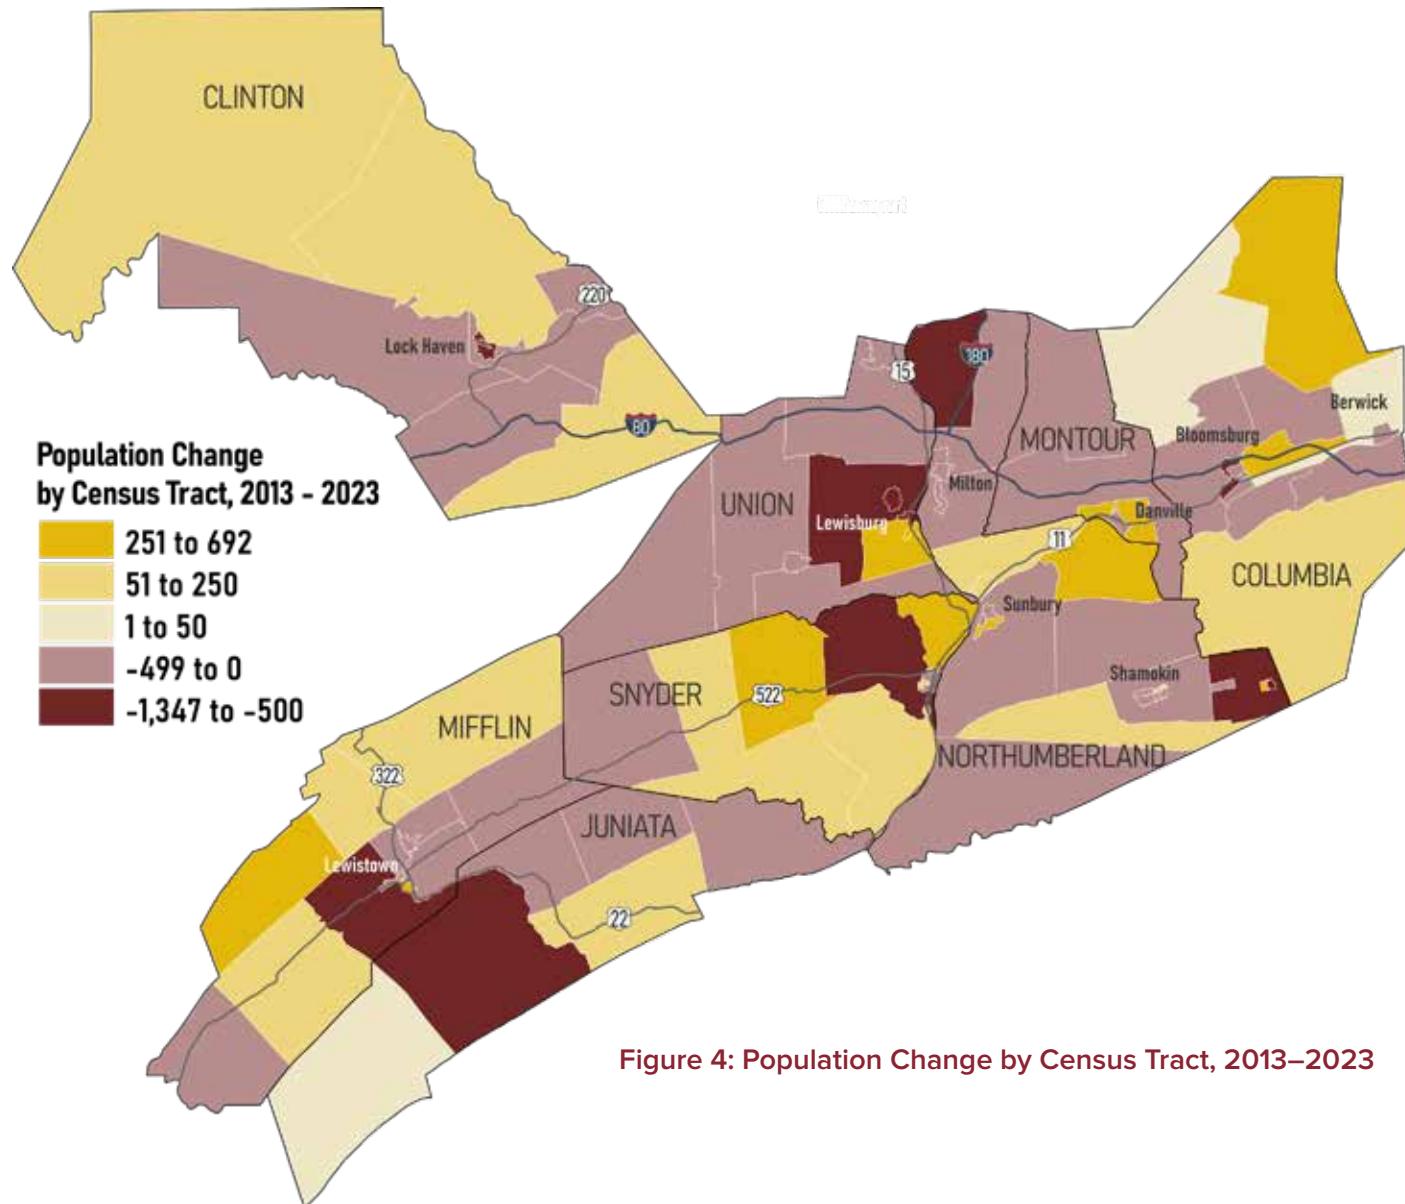 CLINTON
220
Lock Haven
80
15
180
Berwick
MONTOUR
Bloomsburg
Population Change
by Census Tract, 2013 - 2023
251 to 692
51 to 250
1 to 50
-499 to 0
-1,347 to -500
UNION
Milton
Lewisburg
Danville
11
COLUMBIA
Sunbury
Shamokin
SNYDER
522
MIFFLIN
NORTHUMBERLAND
322
JUNIATA
Lewistown
22
Figure 4: Population Change by Census Tract, 2013–2023